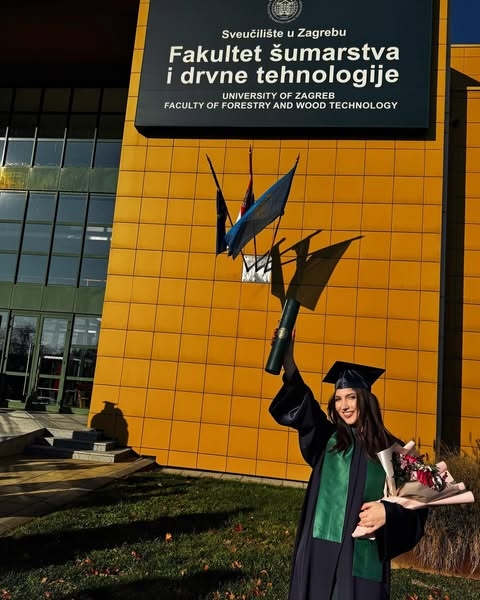 Sveučilište u Zagrebu
Fakultet šumarstva
i drvne tehnologije
UNIVERSITY OF ZAGREB
FACULTY OF FORESTRY AND WOOD TECHNOLOGY